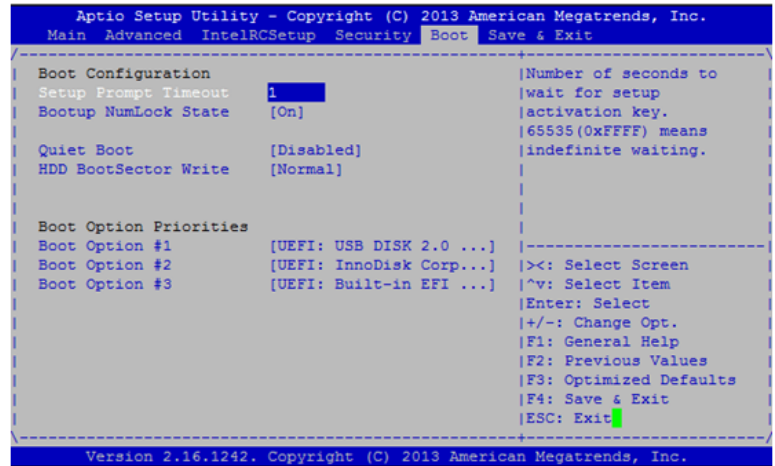 Aptio Setup Utility - Copyright (C) 2013 American Megatrends, Inc.
Main Advanced IntelRCSetup Security Boot Save & Exit
Boot Configuration
Setup Prompt Timeout 1
Bootup NumLock State [On]
Quiet Boot [Disabled]
HDD BootSector Write [Normal]
Boot Option Priorities
Boot Option #1 [UEFI: USB DISK 2.0 ...]
Boot Option #2 [UEFI: InnoDisk Corp...]
Boot Option #3 [UEFI: Built-in EFI ...]
Number of seconds to
wait for setup
activation key.
65535(0xFFFF) means
indefinite waiting.
><: Select Screen
^v: Select Item
Enter: Select
+/-: Change Opt.
F1: General Help
F2: Previous Values
F3: Optimized Defaults
F4: Save & Exit
ESC: Exit
Version 2.16.1242. Copyright (C) 2013 American Megatrends, Inc.